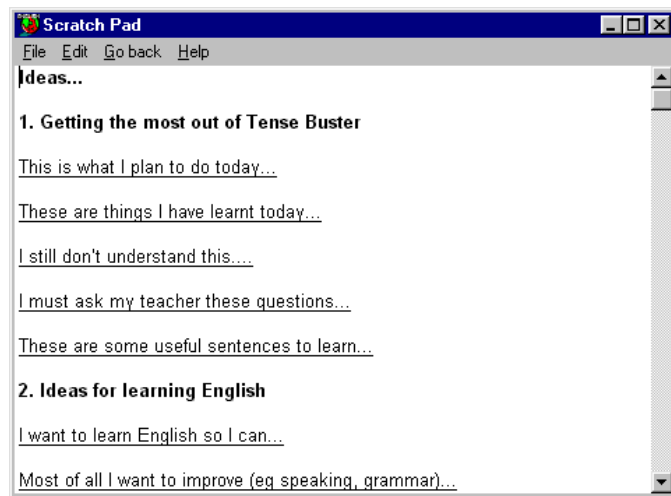 Scratch Pad
File Edit Go back Help
Ideas...
1. Getting the most out of Tense Buster
This is what I plan to do today...
These are things I have learnt today...
I still don't understand this....
I must ask my teacher these questions...
These are some useful sentences to learn...
2. Ideas for learning English
I want to learn English so I can...
Most of all I want to improve (eg speaking, grammar)...